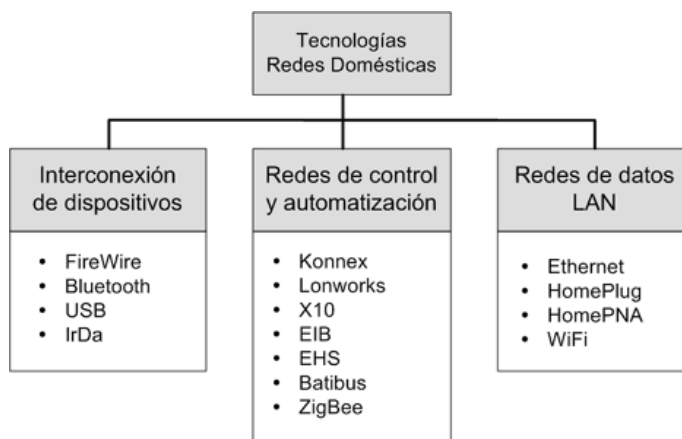 Tecnologías
Redes Domésticas
Interconexión
de dispositivos
• FireWire
• Bluetooth
• USB
• IrDa
Redes de control
y automatización
• Konnex
• Lonworks
• X10
• EIB
• EHS
• Batibus
• ZigBee
Redes de datos
LAN
• Ethernet
• HomePlug
• HomePNA
• WiFi